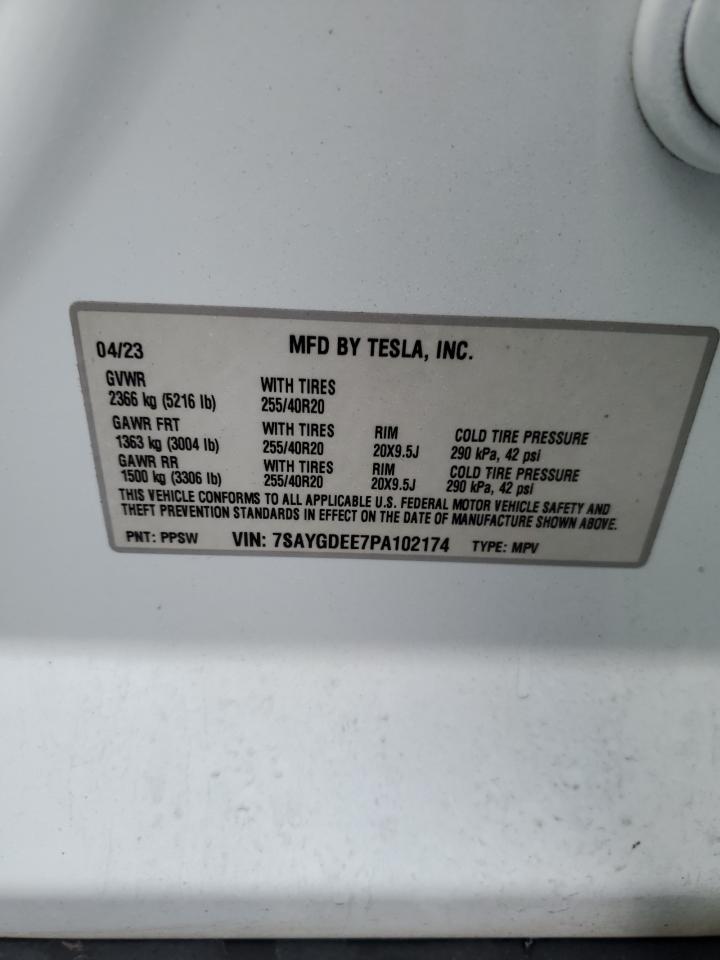 04/23 MFD BY TESLA, INC.
GVWR WITH TIRES
2366 kg (5216 lb) 255/40R20
GAWR FRT WITH TIRES RIM COLD TIRE PRESSURE
1363 kg (3004 lb) 255/40R20 20X9.5J 290 kPa, 42 psi
GAWR RR WITH TIRES RIM COLD TIRE PRESSURE
1500 kg (3306 lb) 255/40R20 20X9.5J 290 kPa, 42 psi
THIS VEHICLE CONFORMS TO ALL APPLICABLE U.S. FEDERAL MOTOR VEHICLE SAFETY AND
THEFT PREVENTION STANDARDS IN EFFECT ON THE DATE OF MANUFACTURE SHOWN ABOVE.
PNT: PPSW VIN: 7SAYGDEE7PA102174 TYPE: MPV